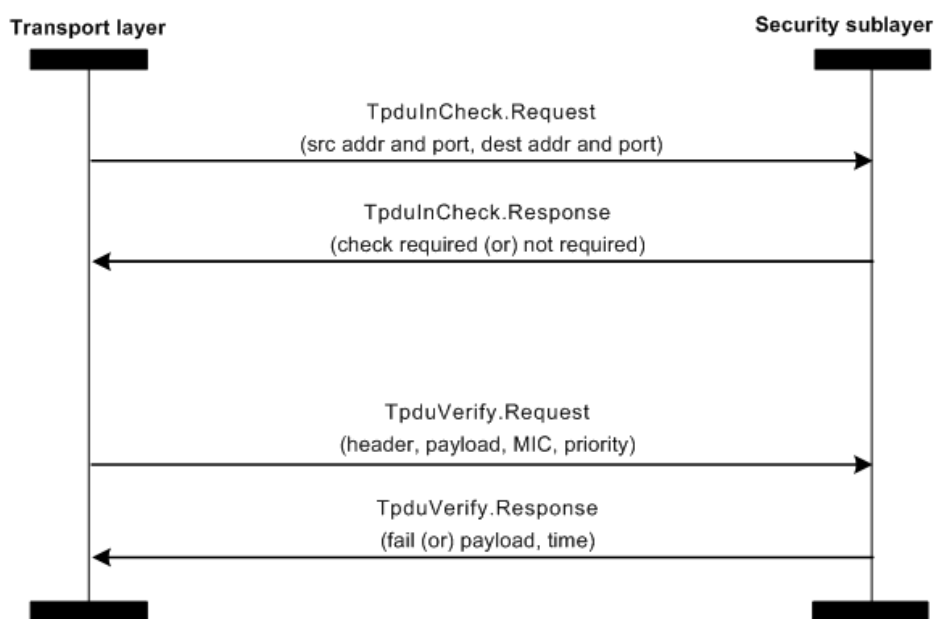 Transport layer
Security sublayer
TpduInCheck.Request
(src addr and port, dest addr and port)
TpduInCheck.Response
(check required (or) not required)
TpduVerify.Request
(header, payload, MIC, priority)
TpduVerify.Response
(fail (or) payload, time)